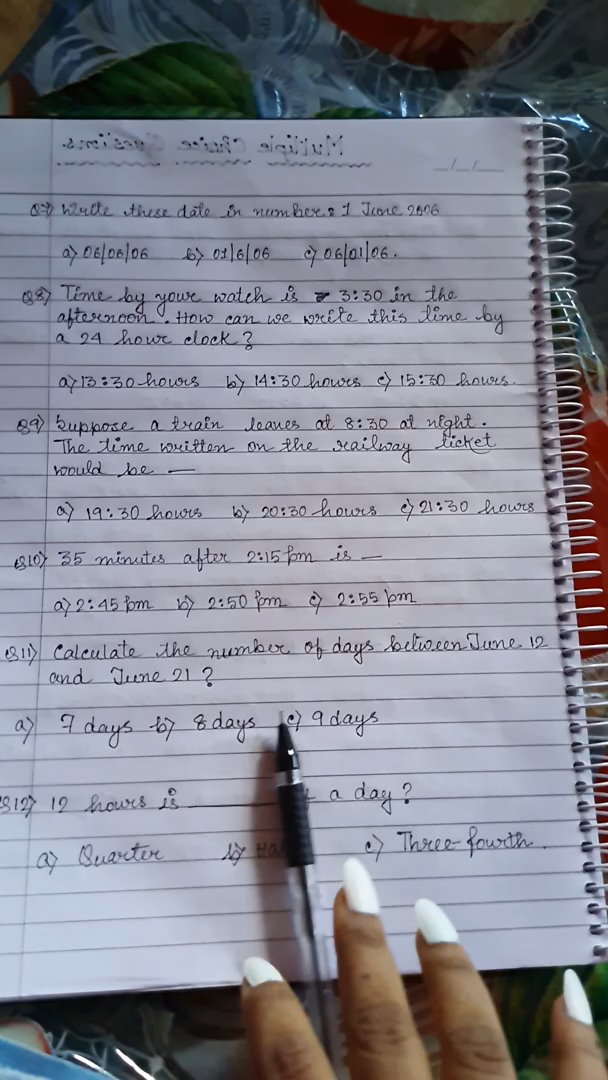 Multiple Choice Questions.
Q7) Write these date in number 21 June 2006
a) 06/06/06 b) 01/6/06 c) 06/01/06.
Q8) Time by your watch is 3:30 in the
afternoon. How can we write this time by
a 24 hour clock?
a) 13:30 hours b) 14:30 hours c) 15:30 hours.
Q9) Suppose a train leaves at 8:30 at night.
The time written on the railway ticket
would be —
a) 19:30 hours b) 20:30 hours c) 21:30 hours
Q10) 35 minutes after 2:15 pm is —
a) 2:45 pm b) 2:50 pm c) 2:55 pm
Q11) Calculate the number of days between June 12
and June 21?
a) 7 days b) 8 days c) 9 days
Q12) 12 hours is ______ a day?
a) Quarter b) c) Three-fourth.